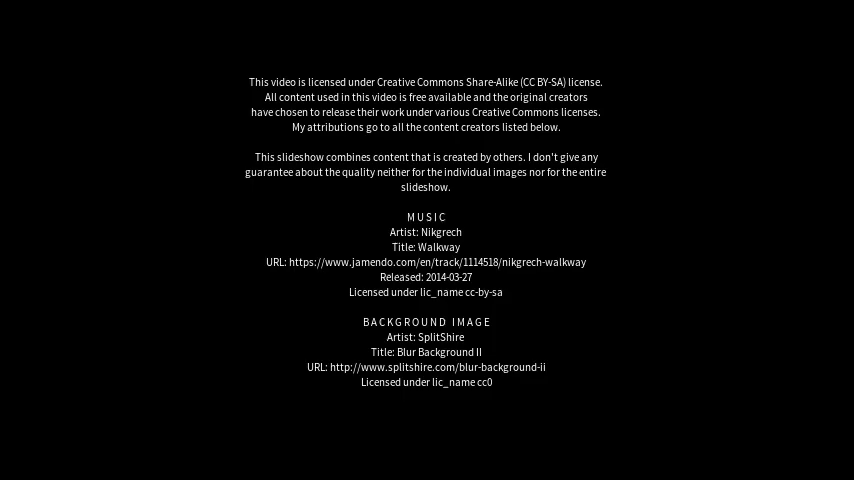 This video is licensed under Creative Commons Share-Alike (CC BY-SA) license.
All content used in this video is free available and the original creators
have chosen to release their work under various Creative Commons licenses.
My attributions go to all the content creators listed below.
This slideshow combines content that is created by others. I don't give any
guarantee about the quality neither for the individual images nor for the entire
slideshow.
MUSIC
Artist: Nikgrech
Title: Walkway
URL: https://www.jamendo.com/en/track/1114518/nikgrech-walkway
Released: 2014-03-27
Licensed under lic_name cc-by-sa
BACKGROUND IMAGE
Artist: SplitShire
Title: Blur Background II
URL: http://www.splitshire.com/blur-background-ii
Licensed under lic_name cc0